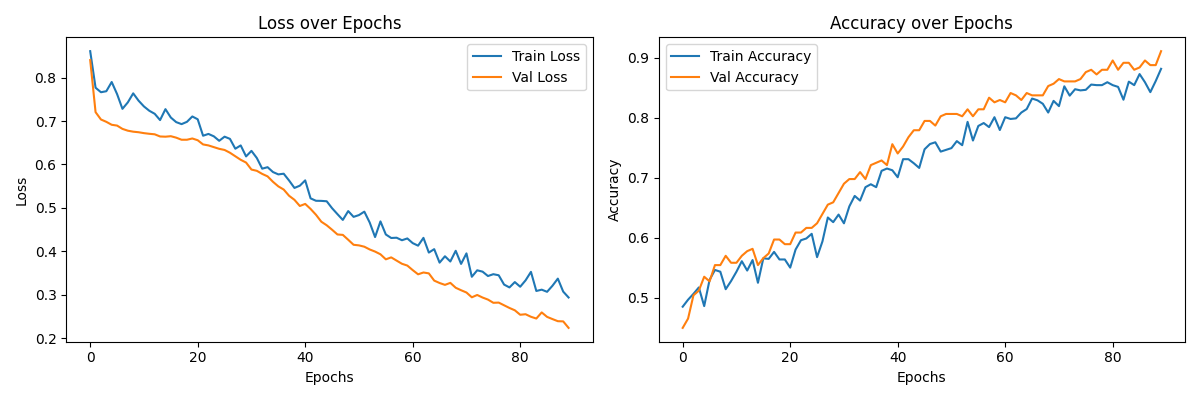 Loss over Epochs
Train Loss
Val Loss
0.8
0.7
0.6
0.5
0.4
0.3
0.2
Loss
0
20
40
60
80
Epochs
Accuracy over Epochs
Train Accuracy
Val Accuracy
0.9
0.8
0.7
0.6
0.5
Accuracy
0
20
40
60
80
Epochs